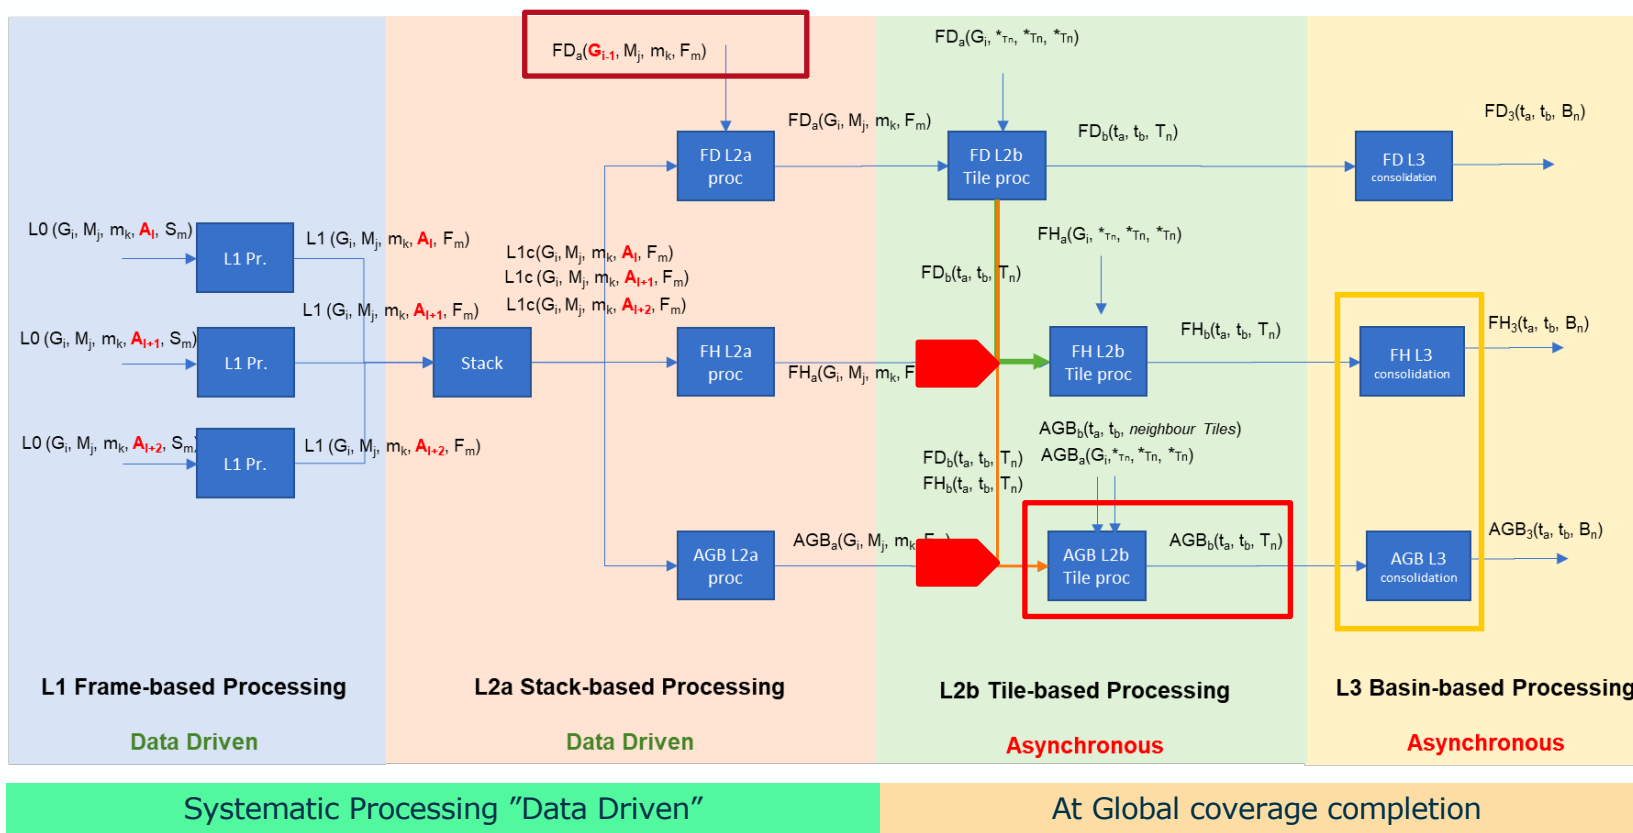 FDa(Gi-1, Mj, mk, Fm)
FDa(Gi, *Tn, *Tn, *Tn)
FDa(Gi, Mj, mk, Fm)
FDb(ta, tb, Tn)
FD3(ta, tb, Bn)
FD L2a
proc
FD L2b
Tile proc
FD L3
consolidation
L0 (Gi, Mj, mk, Al, Sm)
L1 Pr.
L1 (Gi, Mj, mk, Al, Fm)
L1c(Gi, Mj, mk, Al, Fm)
L1c (Gi, Mj, mk, Al+1, Fm)
L1c(Gi, Mj, mk, Al+2, Fm)
FHa(Gi, *Tn, *Tn, *Tn)
FDb(ta, tb, Tn)
L1 (Gi, Mj, mk, Al+1, Fm)
L0 (Gi, Mj, mk, Al+1, Sm)
L1 Pr.
Stack
FH L2a
proc
FHa(Gi, Mj, mk, F
FH L2b
Tile proc
FHb(ta, tb, Tn)
FH L3
consolidation
FH3(ta, tb, Bn)
L0 (Gi, Mj, mk, Al+2, Sm)
L1 Pr.
L1 (Gi, Mj, mk, Al+2, Fm)
AGBb(ta, tb, neighbour Tiles)
AGBa(Gi,*Tn, *Tn, *Tn)
FDb(ta, tb, Tn)
FHb(ta, tb, Tn)
AGB L2a
proc
AGBa(Gi, Mj, mk,
AGB L2b
Tile proc
AGBb(ta, tb, Tn)
AGB L3
consolidation
AGB3(ta, tb, Bn)
L1 Frame-based Processing
L2a Stack-based Processing
L2b Tile-based Processing
L3 Basin-based Processing
Data Driven
Data Driven
Asynchronous
Asynchronous
Systematic Processing ”Data Driven”
At Global coverage completion